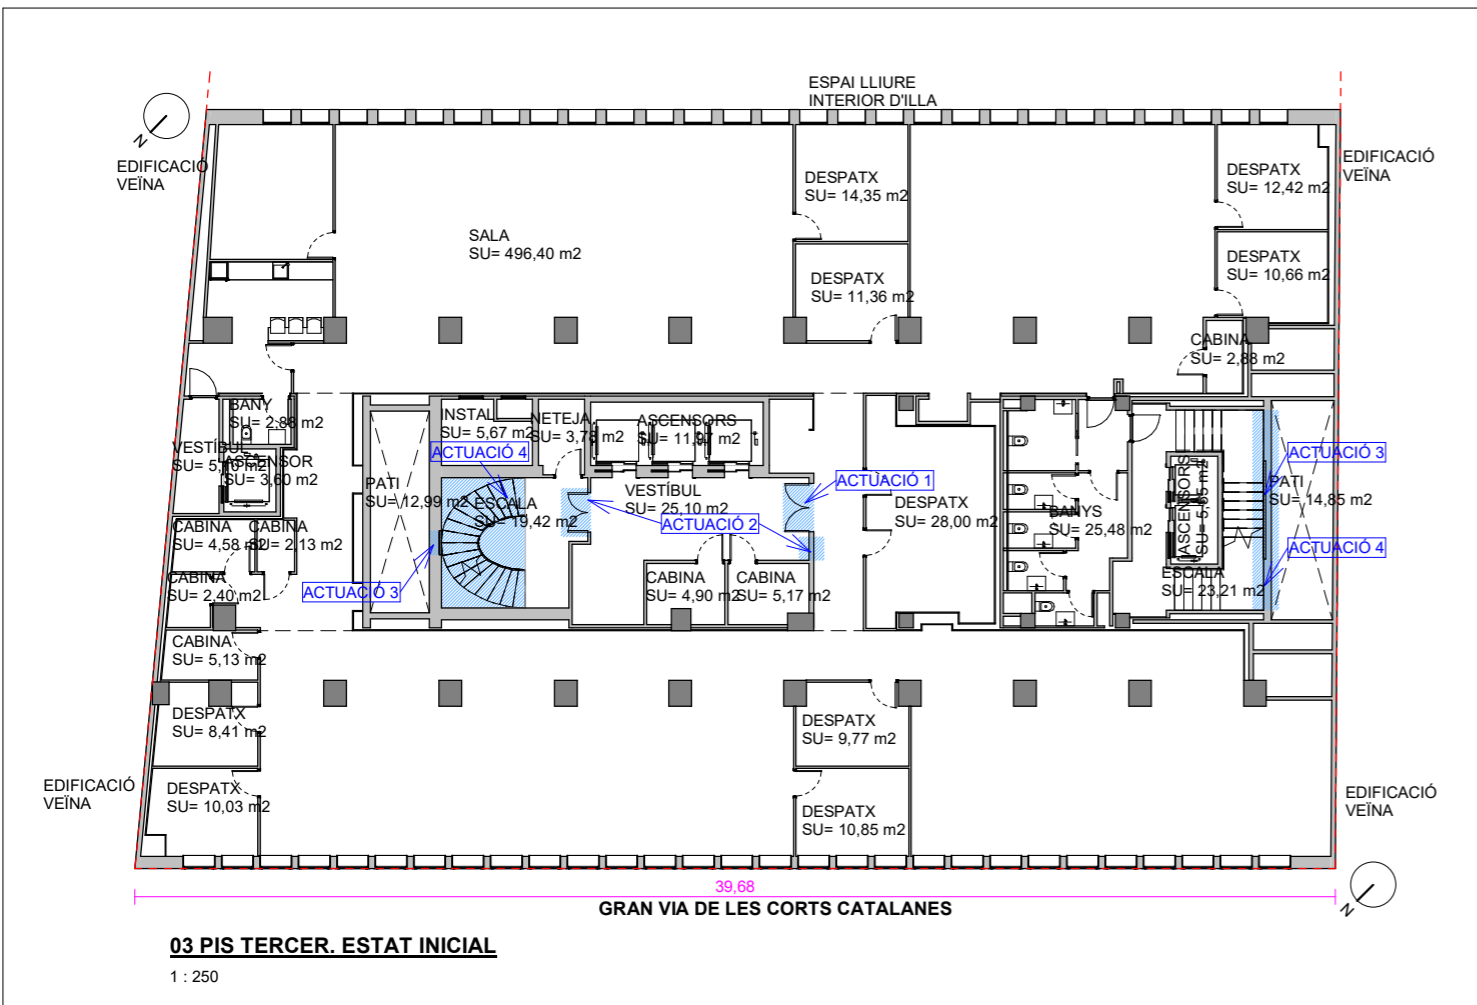 ESPAI LLIURE
INTERIOR D'ILLA
N
EDIFICACIÓ
VEÏNA
EDIFICACIÓ
VEÏNA
DESPATX
SU= 14,35 m2
DESPATX
SU= 12,42 m2
SALA
SU= 496,40 m2
DESPATX
SU= 11,36 m2
DESPATX
SU= 10,66 m2
CABINA
SU= 2,88 m2
BANY
SU= 2,88 m2
INSTAL.
SU= 5,67 m2
NETEJA
SU= 3,78 m2
ASCENSORS
SU= 11,97 m2
VESTÍBUL
SU= 5,10 m2
ASCENSOR
SU= 3,60 m2
ACTUACIÓ 4
ACTUACIÓ 1
ACTUACIÓ 3
PATI
SU= 12,99 m2
ESCALA
SU= 19,42 m2
VESTÍBUL
SU= 25,10 m2
ACTUACIÓ 2
DESPATX
SU= 28,00 m2
BANYS
SU= 25,48 m2
ASCENSORS
SU= 5,55 m2
PATI
SU= 14,85 m2
CABINA
SU= 4,58 m2
CABINA
SU= 2,13 m2
ACTUACIÓ 4
CABINA
SU= 2,40 m2
ACTUACIÓ 3
CABINA
SU= 4,90 m2
CABINA
SU= 5,17 m2
ESCALA
SU= 23,21 m2
CABINA
SU= 5,13 m2
DESPATX
SU= 8,41 m2
DESPATX
SU= 9,77 m2
EDIFICACIÓ
VEÏNA
DESPATX
SU= 10,03 m2
DESPATX
SU= 10,85 m2
EDIFICACIÓ
VEÏNA
39,68
GRAN VIA DE LES CORTS CATALANES
N
03 PIS TERCER. ESTAT INICIAL
1 : 250